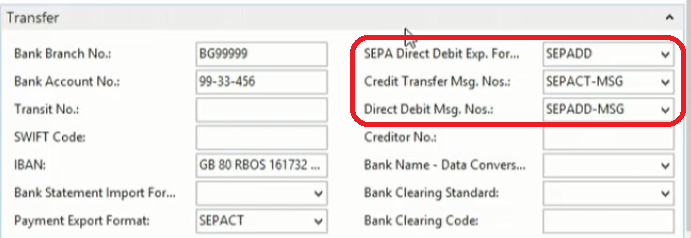 Transfer
Bank Branch No.: BG99999 SEPA Direct Debit Exp. For... SEPADD
Bank Account No.: 99-33-456 Credit Transfer Msg. Nos.: SEPACT-MSG
Transit No.: Direct Debit Msg. Nos.: SEPADD-MSG
SWIFT Code: Creditor No.:
IBAN: GB 80 RBOS 161732 ... Bank Name - Data Convers...
Bank Statement Import For... Bank Clearing Standard:
Payment Export Format: SEPACT Bank Clearing Code: